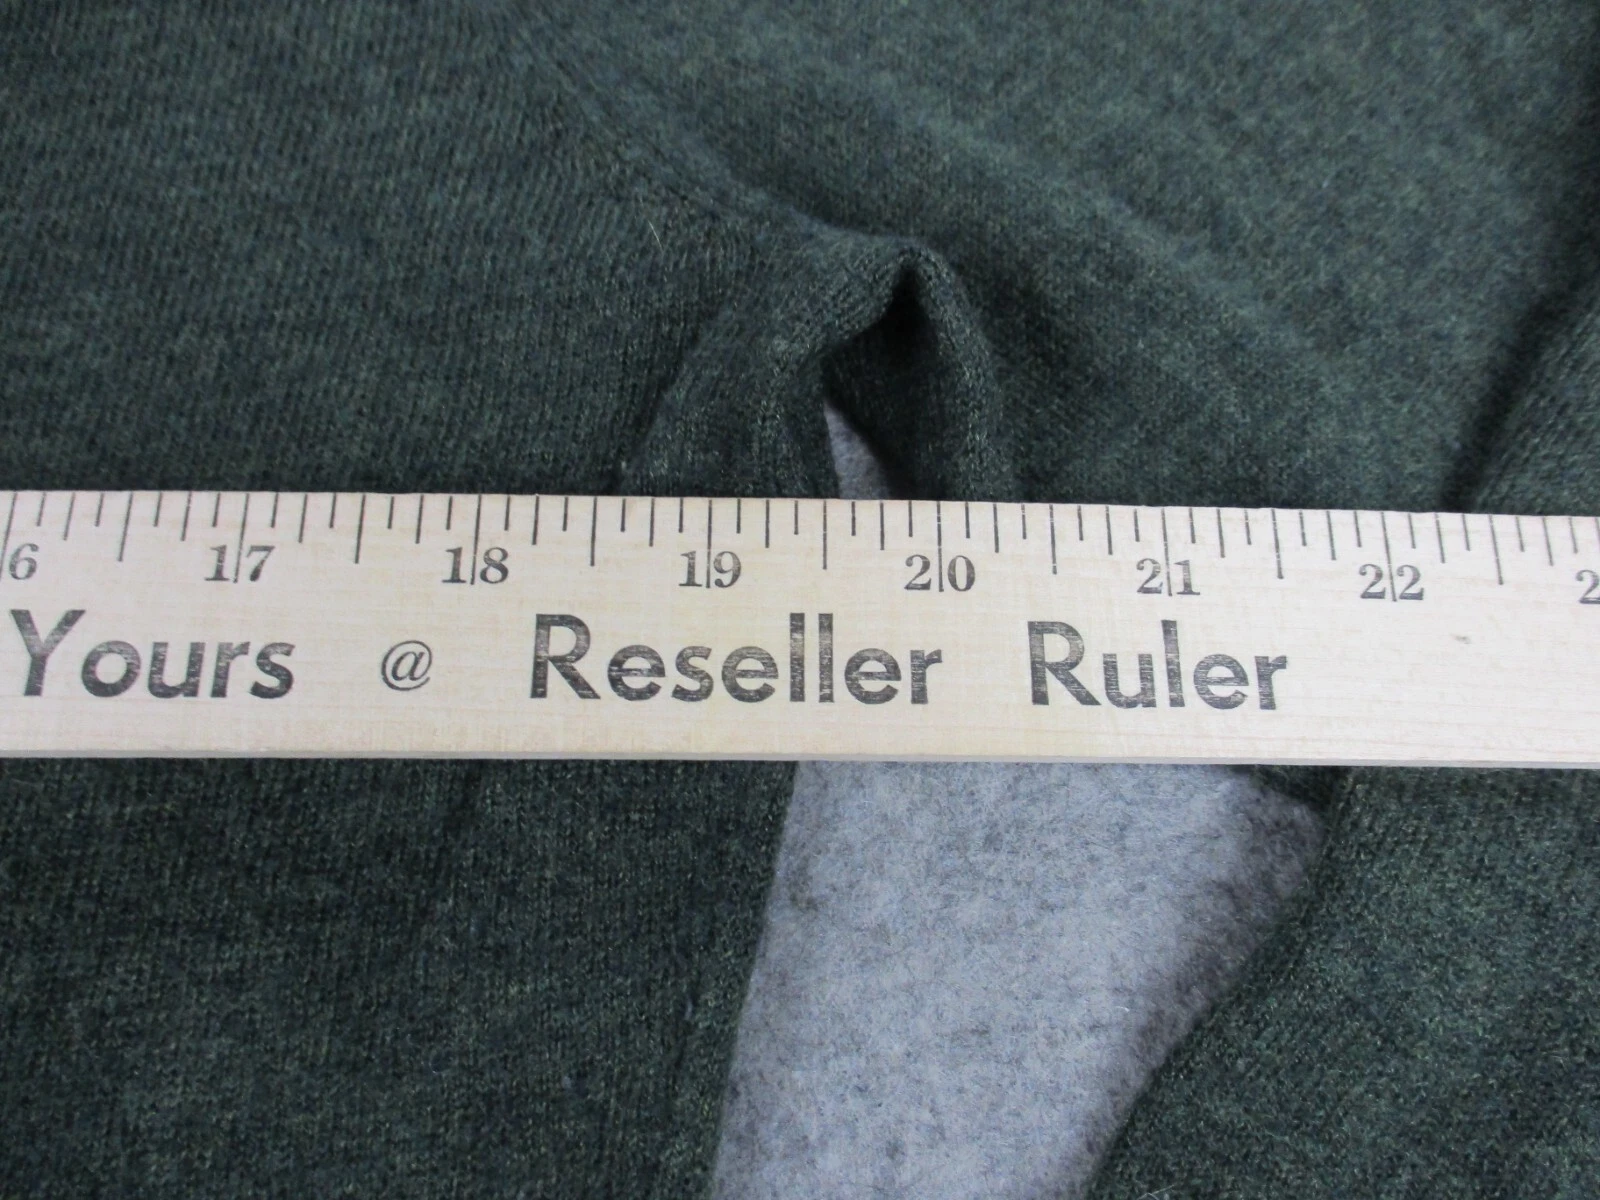 6 17 18 19 20 21 22 2
Yours @ Reseller Ruler